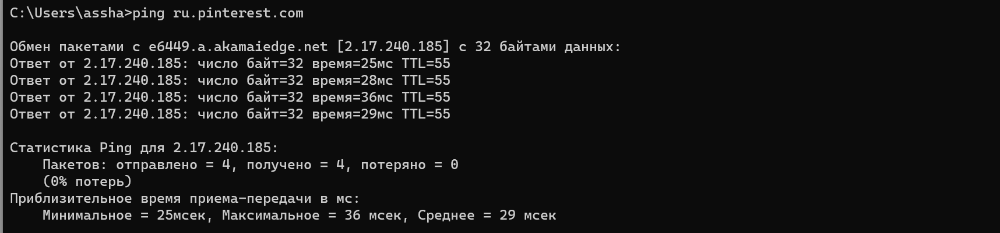 C:\Users\assha>ping ru.pinterest.com
Обмен пакетами с e6449.a.akamaiedge.net [2.17.240.185] с 32 байтами данных:
Ответ от 2.17.240.185: число байт=32 время=25мс TTL=55
Ответ от 2.17.240.185: число байт=32 время=28мс TTL=55
Ответ от 2.17.240.185: число байт=32 время=36мс TTL=55
Ответ от 2.17.240.185: число байт=32 время=29мс TTL=55
Статистика Ping для 2.17.240.185:
Пакетов: отправлено = 4, получено = 4, потеряно = 0
(0% потерь)
Приблизительное время приема-передачи в мс:
Минимальное = 25мсек, Максимальное = 36 мсек, Среднее = 29 мсек